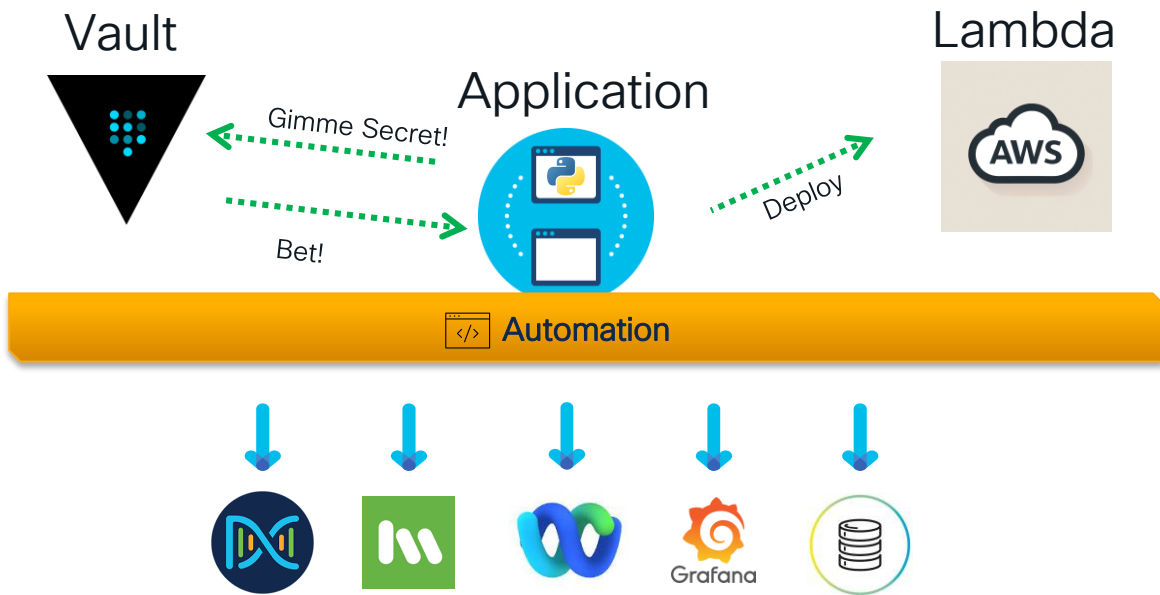 Vault
Lambda
Application
Gimme Secret!
AWS
Deploy
Bet!
</> Automation
Grafana